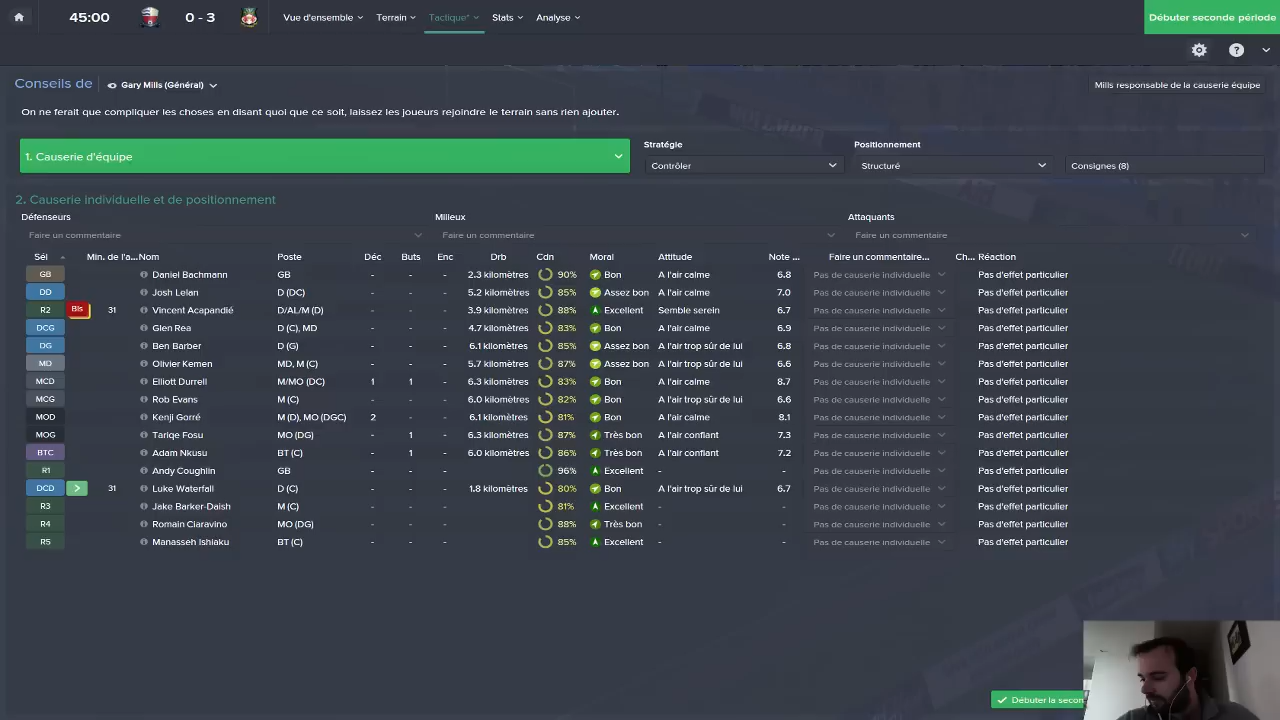 45:00 0 - 3 Vue d'ensemble Terrain Tactique* Stats Analyse Débuter seconde période
Conseils de Gary Mills (Général) Mills responsable de la causerie équipe
On ne ferait que compliquer les choses en disant quoi que ce soit, laissez les joueurs rejoindre le terrain sans rien ajouter.
Stratégie Positionnement
1. Causerie d'équipe Contrôler Structuré Consignes (8)
2. Causerie Individuelle et de positionnement
Défenseurs Milieux Attaquants
Faire un commentaire Faire un commentaire Faire un commentaire
Sél Min. de l'a... Nom Poste Déc Buts Enc Drb Cdn Moral Attitude Note ... Faire un commentaire... Ch... Réaction
GB Daniel Bachmann GB - - - 2.3 kilomètres 90% Bon A l'air calme 6.8 Pas de causerie individuelle Pas d'effet particulier
DD Josh Lelan D (DC) - - - 5.2 kilomètres 85% Assez bon A l'air calme 7.0 Pas de causerie individuelle Pas d'effet particulier
R2 Bls 31 Vincent Acapandié D/AL/M (D) - - - 3.9 kilomètres 88% Excellent Semble serein 6.7 Pas de causerie individuelle Pas d'effet particulier
DCG Glen Rea D (C), MD - - - 4.7 kilomètres 83% Bon A l'air calme 6.9 Pas de causerie individuelle Pas d'effet particulier
DG Ben Barber D (G) - - - 6.1 kilomètres 85% Assez bon A l'air trop sûr de lui 6.8 Pas de causerie individuelle Pas d'effet particulier
MD Olivier Kemen MD, M (C) - - - 5.7 kilomètres 87% Assez bon A l'air trop sûr de lui 6.6 Pas de causerie individuelle Pas d'effet particulier
MCD Elliott Durrell M/MO (DC) 1 1 - 6.3 kilomètres 83% Bon A l'air calme 8.7 Pas de causerie individuelle Pas d'effet particulier
MCG Rob Evans M (C) - - - 6.0 kilomètres 82% Bon A l'air trop sûr de lui 6.6 Pas de causerie individuelle Pas d'effet particulier
MOD Kenji Gorré M (D), MO (DGC) 2 - - 6.1 kilomètres 81% Bon A l'air calme 8.1 Pas de causerie individuelle Pas d'effet particulier
MOG Tariqe Fosu MO (DG) - 1 - 6.3 kilomètres 87% Très bon A l'air confiant 7.3 Pas de causerie individuelle Pas d'effet particulier
BTC Adam Nkusu BT (C) - 1 - 6.0 kilomètres 86% Très bon A l'air confiant 7.2 Pas de causerie individuelle Pas d'effet particulier
R1 Andy Coughlin GB - - - 96% Excellent - - Pas de causerie individuelle Pas d'effet particulier
DCD 31 Luke Waterfall D (C) - - - 1.8 kilomètres 80% Bon A l'air trop sûr de lui 6.7 Pas de causerie individuelle Pas d'effet particulier
R3 Jake Barker-Daish M (C) - - - 81% Excellent - - Pas de causerie individuelle Pas d'effet particulier
R4 Romain Ciaravino MO (DG) - - - 88% Très bon - - Pas de causerie individuelle Pas d'effet particulier
R5 Manasseh Ishiaku BT (C) - - - 85% Excellent - - Pas de causerie individuelle Pas d'effet particulier
Débuter la secon